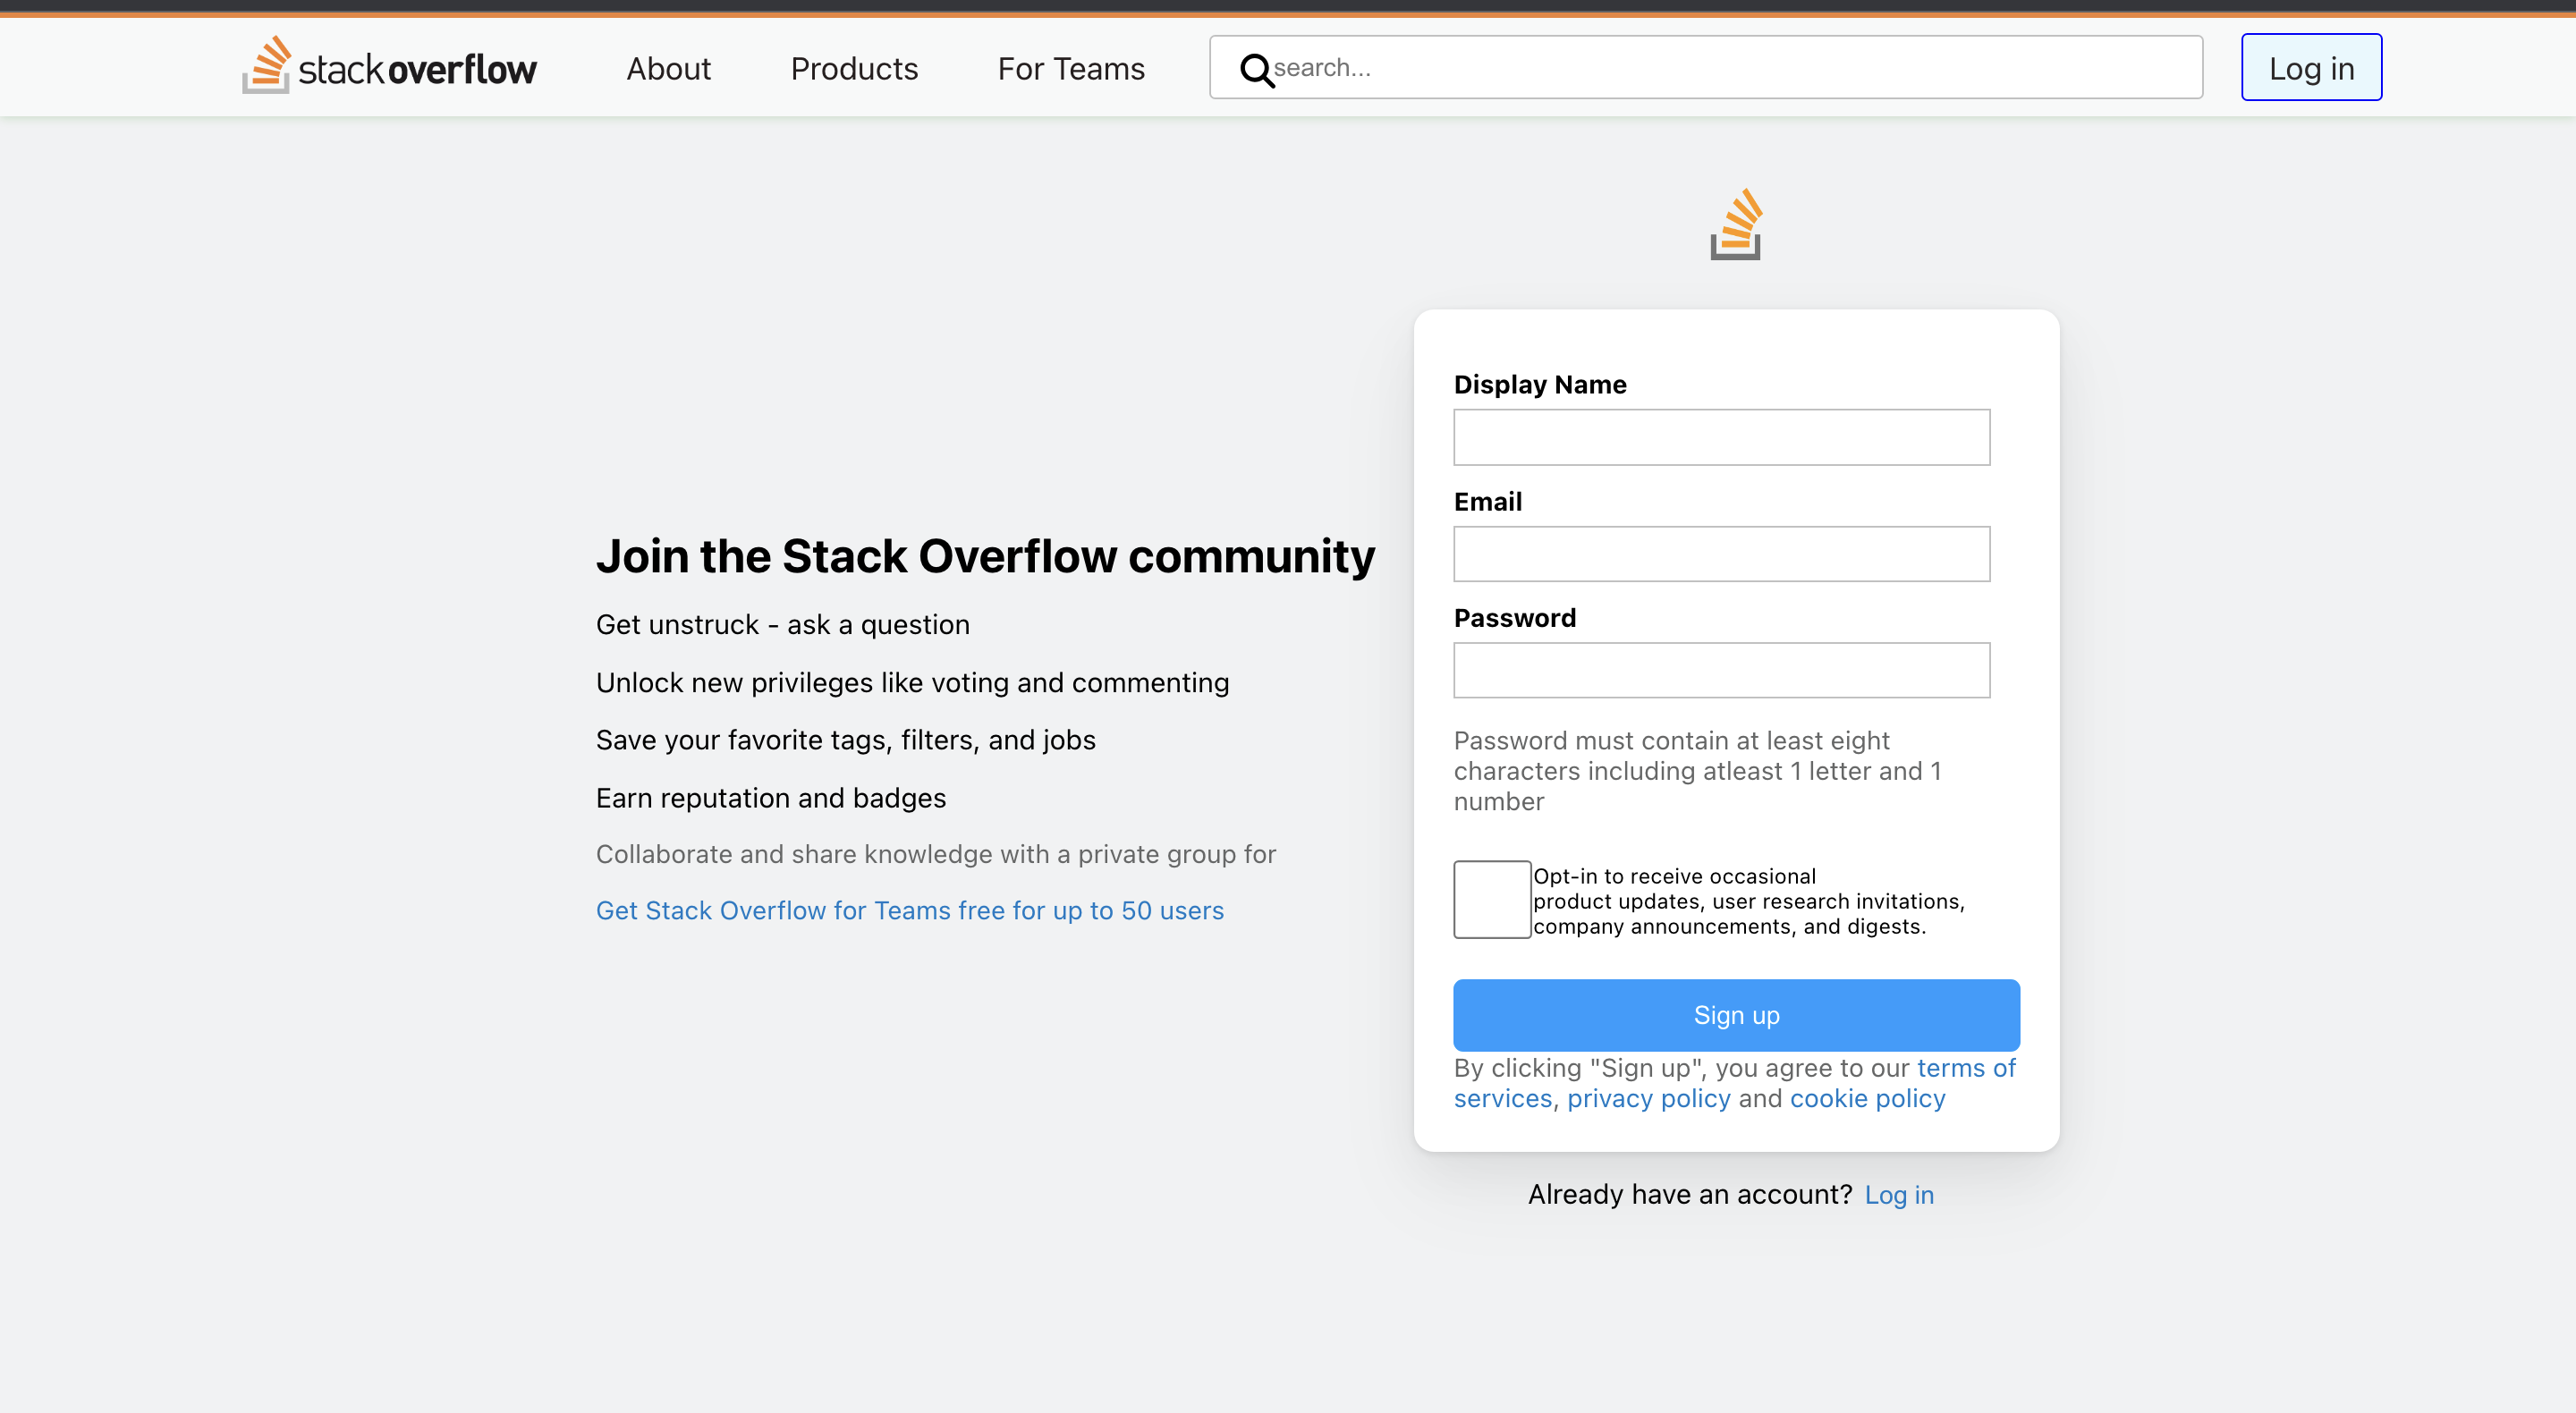 stackoverflow
About
Products
For Teams
search...
Log in
Join the Stack Overflow community
Get unstruck - ask a question
Unlock new privileges like voting and commenting
Save your favorite tags, filters, and jobs
Earn reputation and badges
Collaborate and share knowledge with a private group for
Get Stack Overflow for Teams free for up to 50 users
Display Name
Email
Password
Password must contain at least eight
characters including atleast 1 letter and 1
number
Opt-in to receive occasional
product updates, user research invitations,
company announcements, and digests.
Sign up
By clicking "Sign up", you agree to our terms of
services, privacy policy and cookie policy
Already have an account? Log in